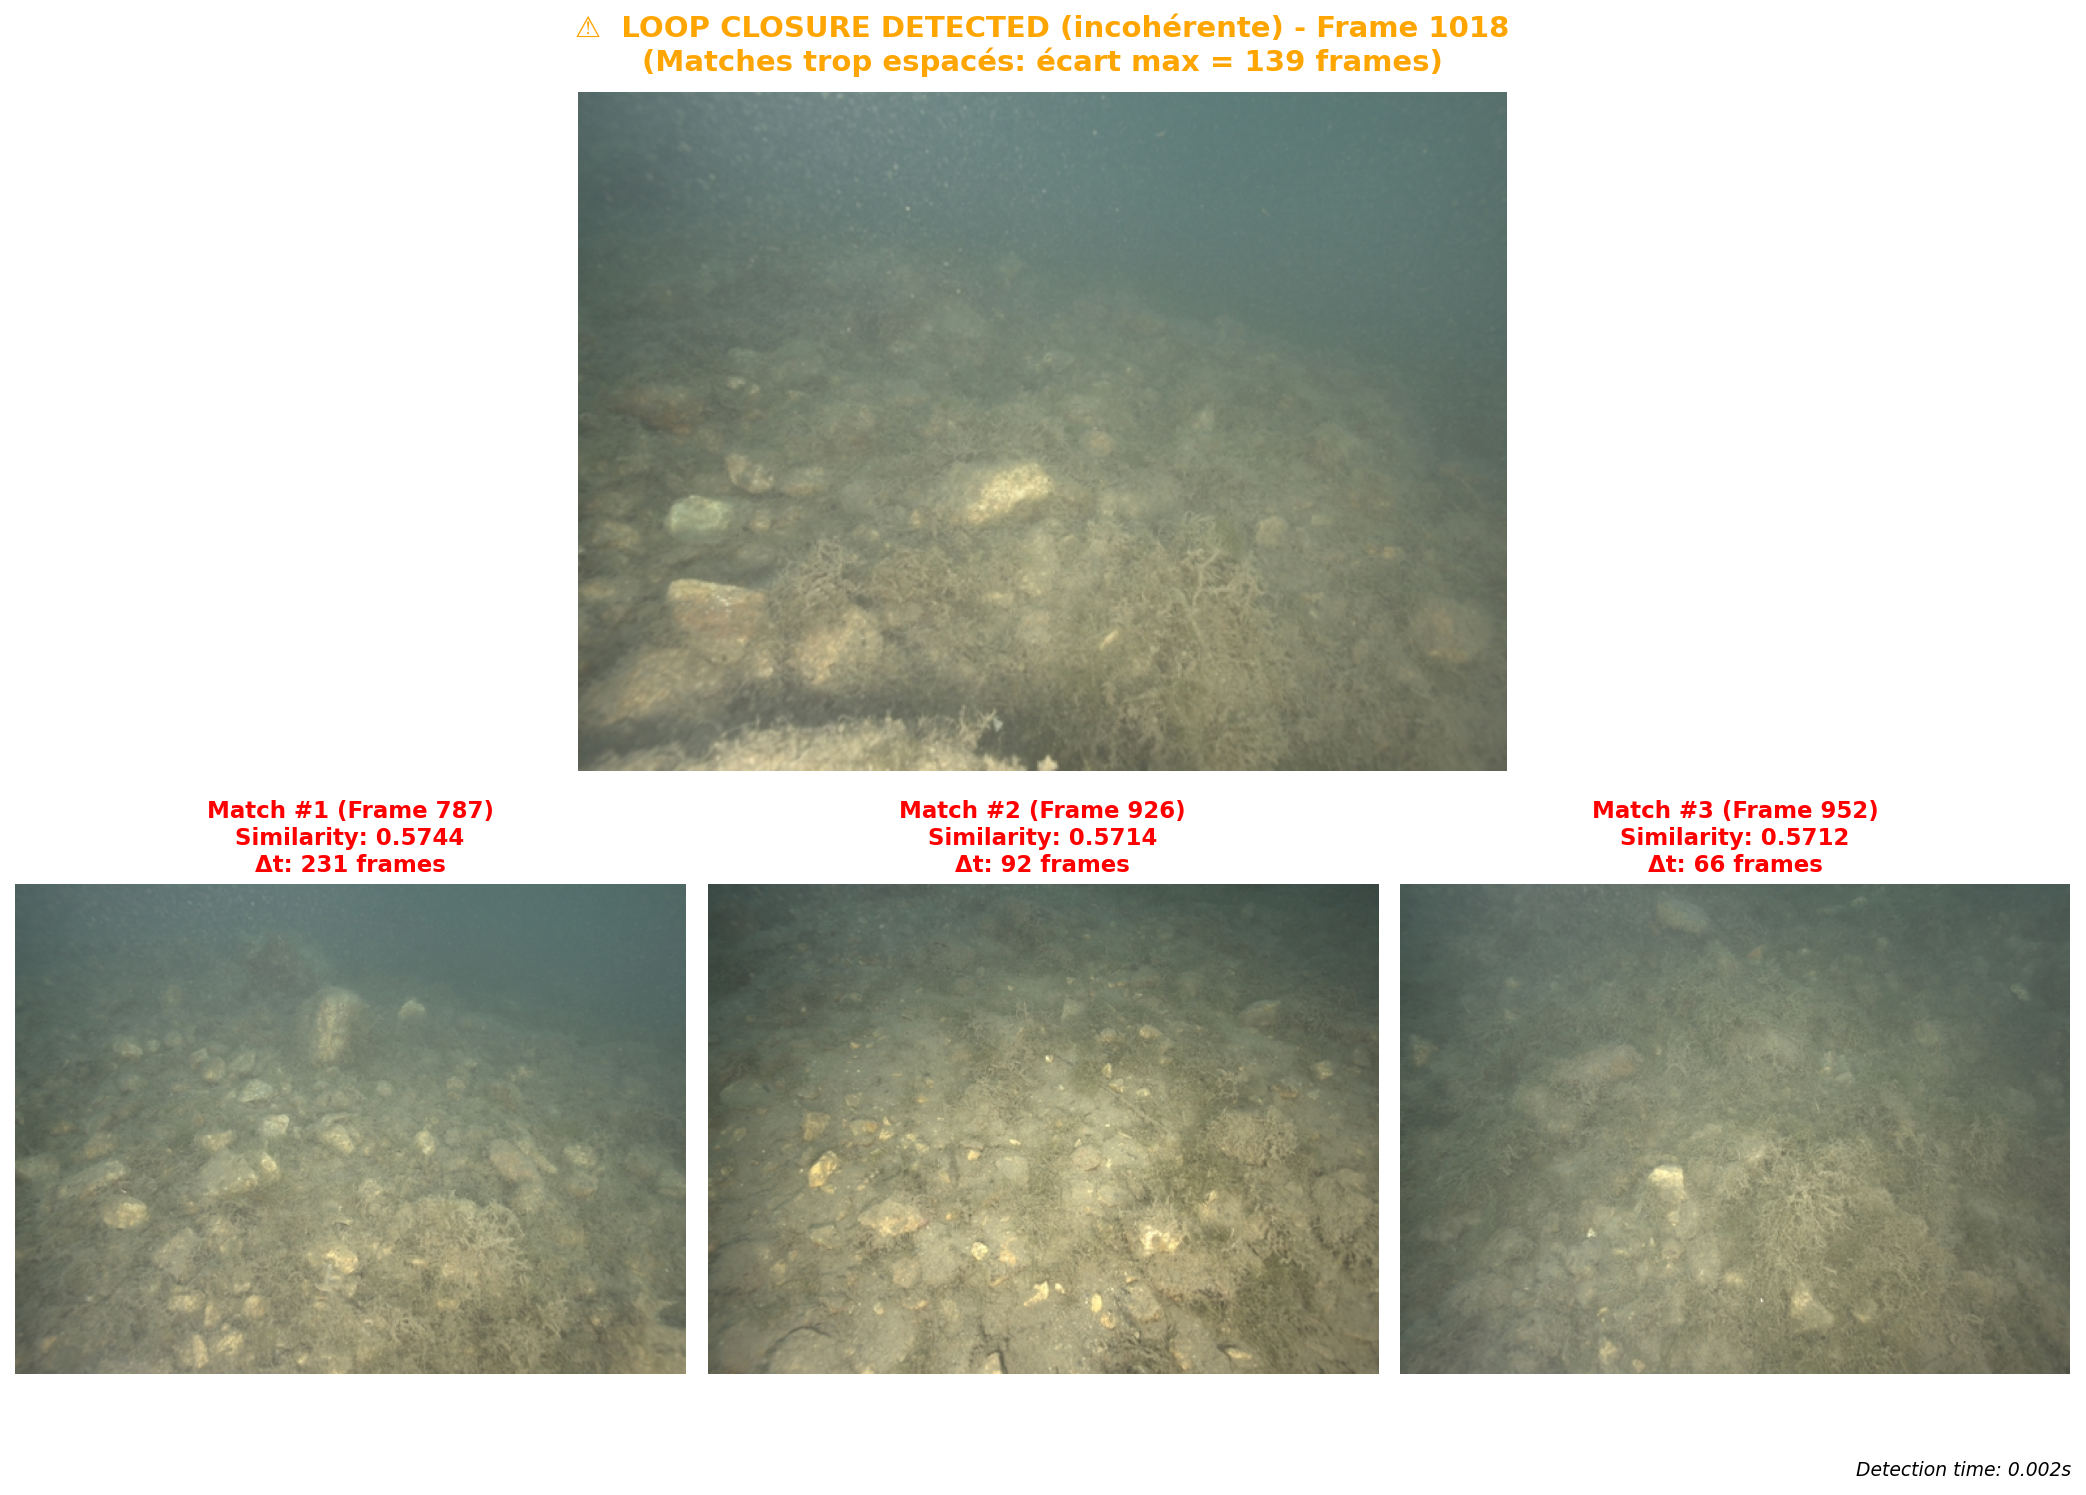 ⚠ LOOP CLOSURE DETECTED (incohérente) - Frame 1018
(Matches trop espacés: écart max = 139 frames)
Match #1 (Frame 787)
Similarity: 0.5744
Δt: 231 frames
Match #2 (Frame 926)
Similarity: 0.5714
Δt: 92 frames
Match #3 (Frame 952)
Similarity: 0.5712
Δt: 66 frames
Detection time: 0.002s